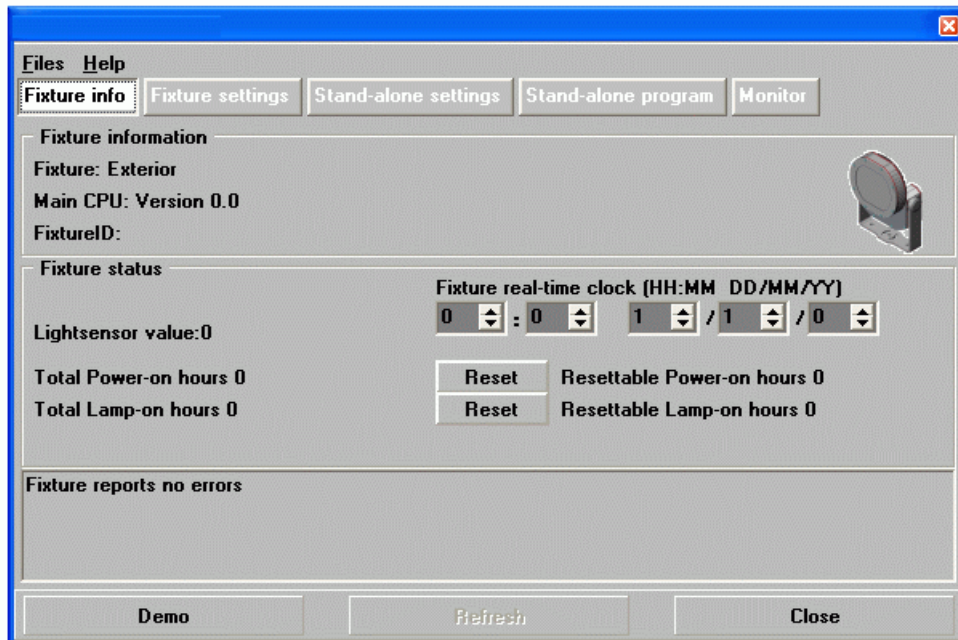 Files Help
Fixture info Fixture settings Stand-alone settings Stand-alone program Monitor
Fixture information
Fixture: Exterior
Main CPU: Version 0.0
FixtureID:
Fixture status
Fixture real-time clock (HH:MM DD/MM/YY)
0 : 0 1 / 1 / 0
Lightsensor value:0
Total Power-on hours 0 Reset Resettable Power-on hours 0
Total Lamp-on hours 0 Reset Resettable Lamp-on hours 0
Fixture reports no errors
Demo Refresh Close